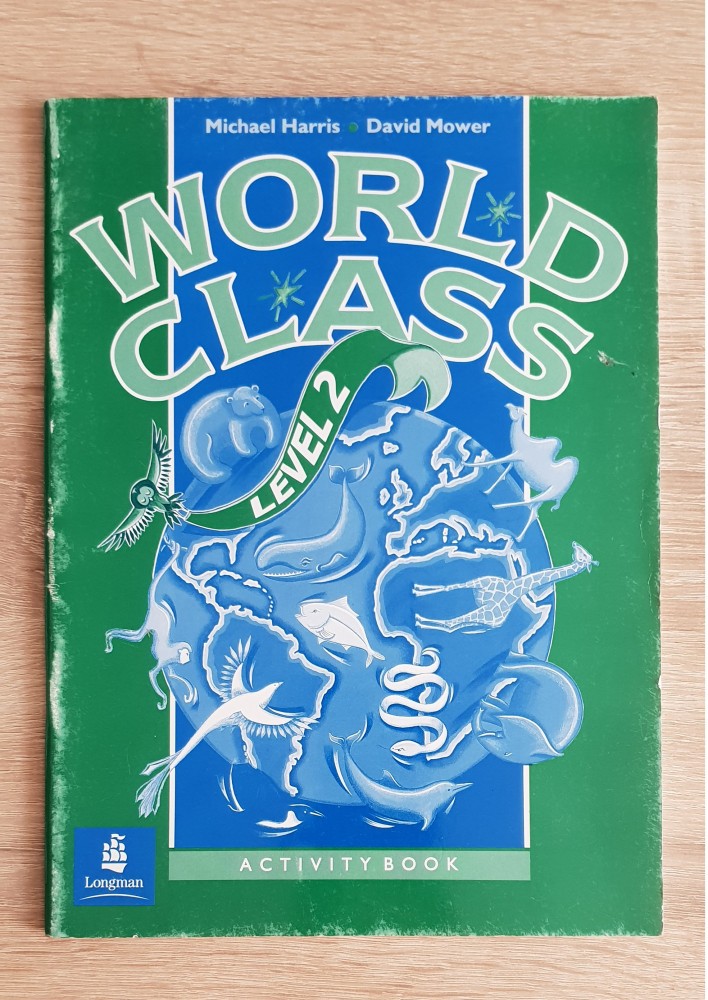 Michael Harris • David Mower
WORLD
CLASS
LEVEL 2
Longman
ACTIVITY BOOK